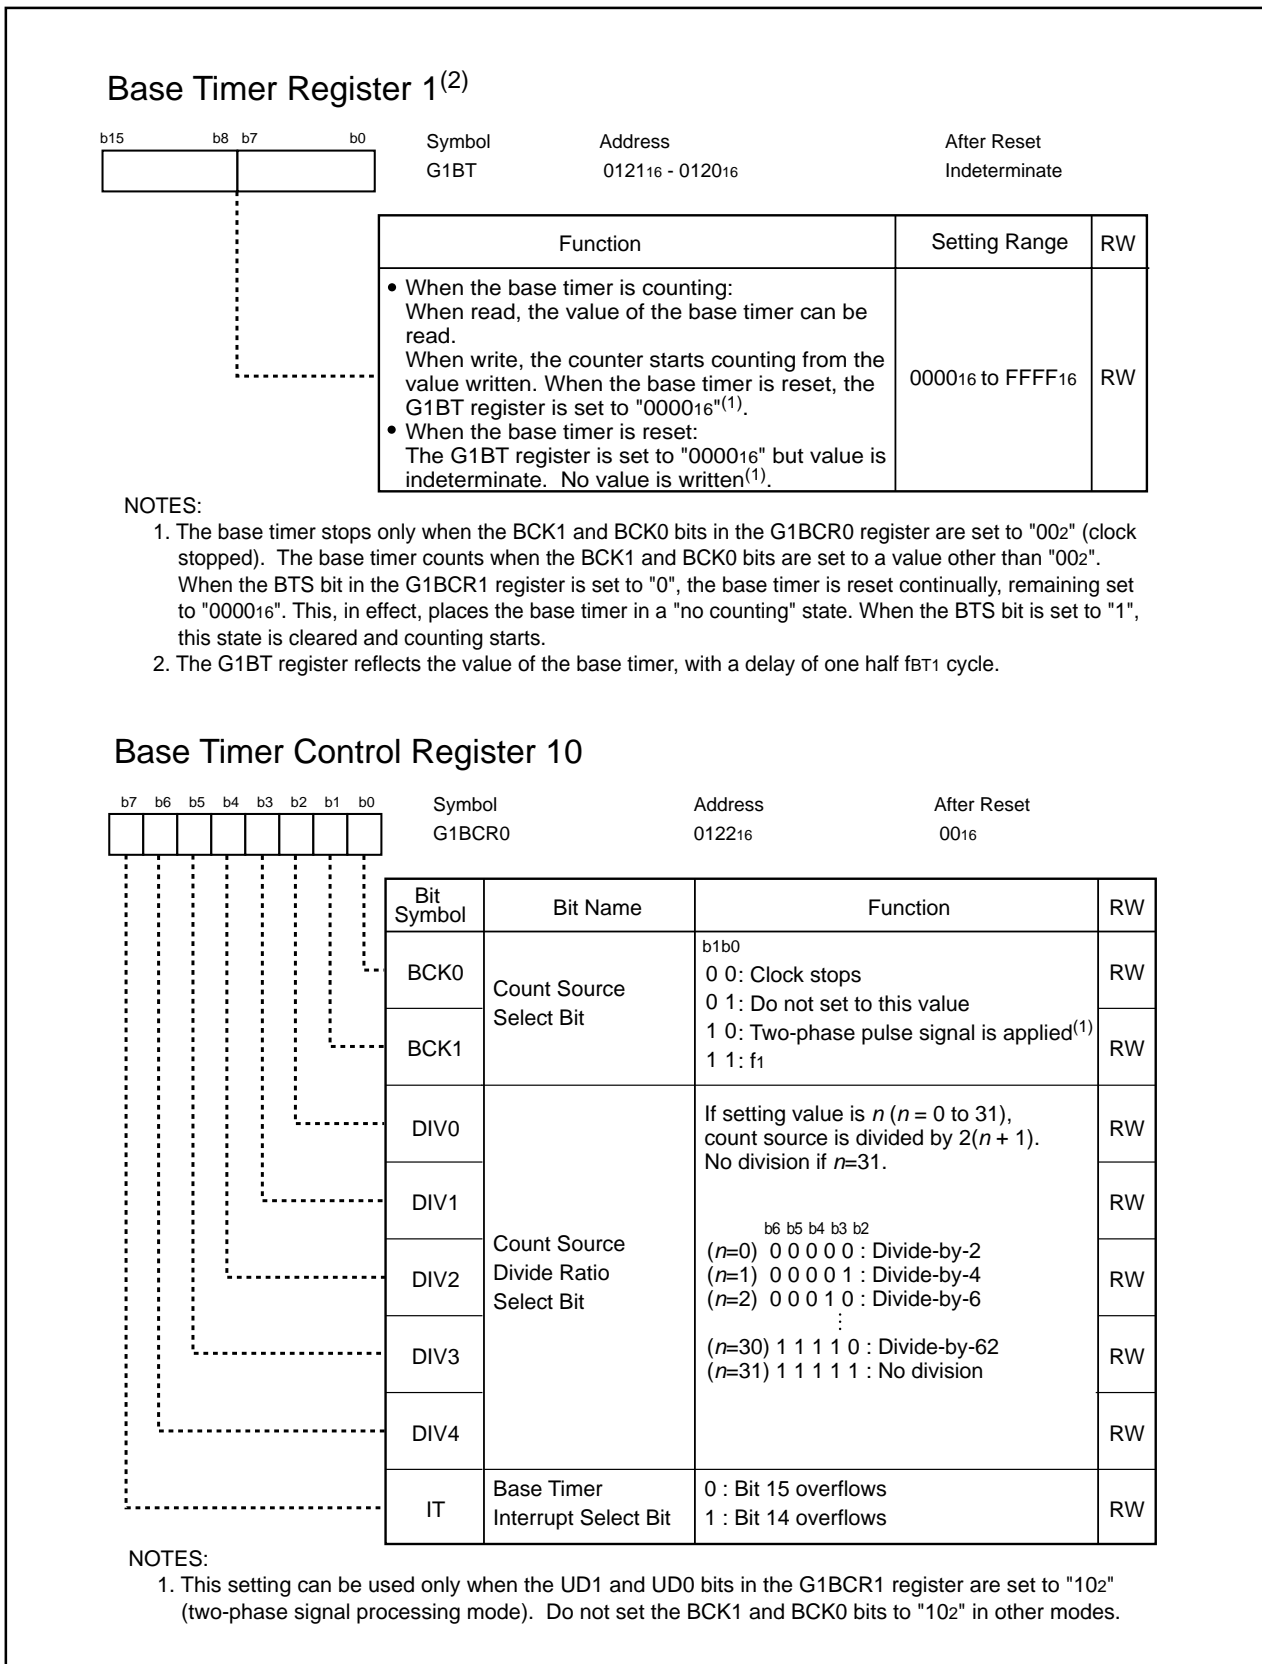 Base Timer Register 1(2)
b15 b8 b7 b0
Symbol Address After Reset
G1BT 012116 - 012016 Indeterminate
Function Setting Range RW
• When the base timer is counting:
When read, the value of the base timer can be
read.
When write, the counter starts counting from the
value written. When the base timer is reset, the
G1BT register is set to "000016"(1).
• When the base timer is reset:
The G1BT register is set to "000016" but value is
indeterminate. No value is written(1).
000016 to FFFF16 RW
NOTES:
1. The base timer stops only when the BCK1 and BCK0 bits in the G1BCR0 register are set to "002" (clock
stopped). The base timer counts when the BCK1 and BCK0 bits are set to a value other than "002".
When the BTS bit in the G1BCR1 register is set to "0", the base timer is reset continually, remaining set
to "000016". This, in effect, places the base timer in a "no counting" state. When the BTS bit is set to "1",
this state is cleared and counting starts.
2. The G1BT register reflects the value of the base timer, with a delay of one half fBT1 cycle.
Base Timer Control Register 10
b7 b6 b5 b4 b3 b2 b1 b0
Symbol Address After Reset
G1BCR0 012216 0016
Bit
Symbol
Bit Name Function RW
BCK0
BCK1
Count Source
Select Bit
b1b0
0 0: Clock stops
0 1: Do not set to this value
1 0: Two-phase pulse signal is applied(1)
1 1: f1
RW
RW
DIV0
DIV1
DIV2
DIV3
DIV4
Count Source
Divide Ratio
Select Bit
If setting value is n (n = 0 to 31),
count source is divided by 2(n + 1).
No division if n=31.
b6 b5 b4 b3 b2
(n=0) 0 0 0 0 0 : Divide-by-2
(n=1) 0 0 0 0 1 : Divide-by-4
(n=2) 0 0 0 1 0 : Divide-by-6
⋮
(n=30) 1 1 1 1 0 : Divide-by-62
(n=31) 1 1 1 1 1 : No division
RW
RW
RW
RW
RW
IT
Base Timer
Interrupt Select Bit
0 : Bit 15 overflows
1 : Bit 14 overflows
RW
NOTES:
1. This setting can be used only when the UD1 and UD0 bits in the G1BCR1 register are set to "102"
(two-phase signal processing mode). Do not set the BCK1 and BCK0 bits to "102" in other modes.